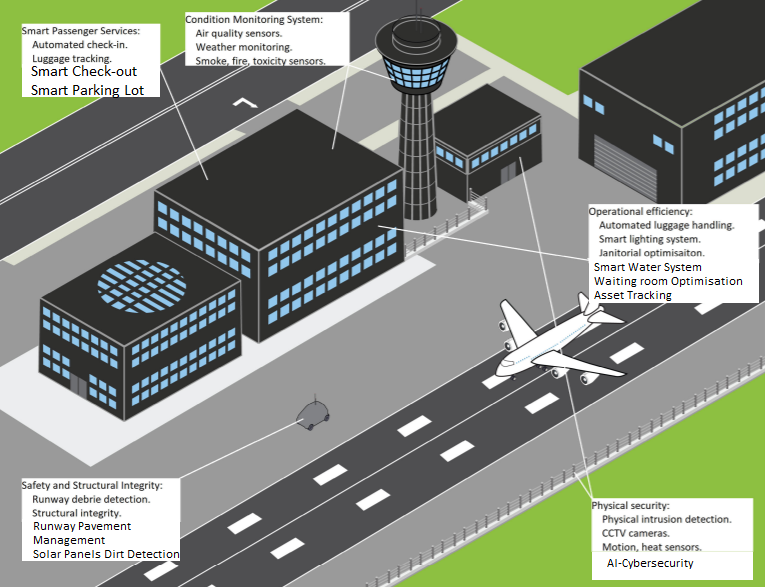 Smart Passenger Services:
Automated check-in.
Luggage tracking.
Smart Check-out
Smart Parking Lot
Condition Monitoring System:
Air quality sensors.
Weather monitoring.
Smoke, fire, toxicity sensors.
Operational efficiency:
Automated luggage handling.
Smart lighting system.
Janitorial optimisaiton.
Smart Water System
Waiting room Optimisation
Asset Tracking
Safety and Structural Integrity:
Runway debrie detection.
Structural integrity.
Runway Pavement
Management
Solar Panels Dirt Detection
Physical security:
Physical intrusion detection.
CCTV cameras.
Motion, heat sensors.
AI-Cybersecurity